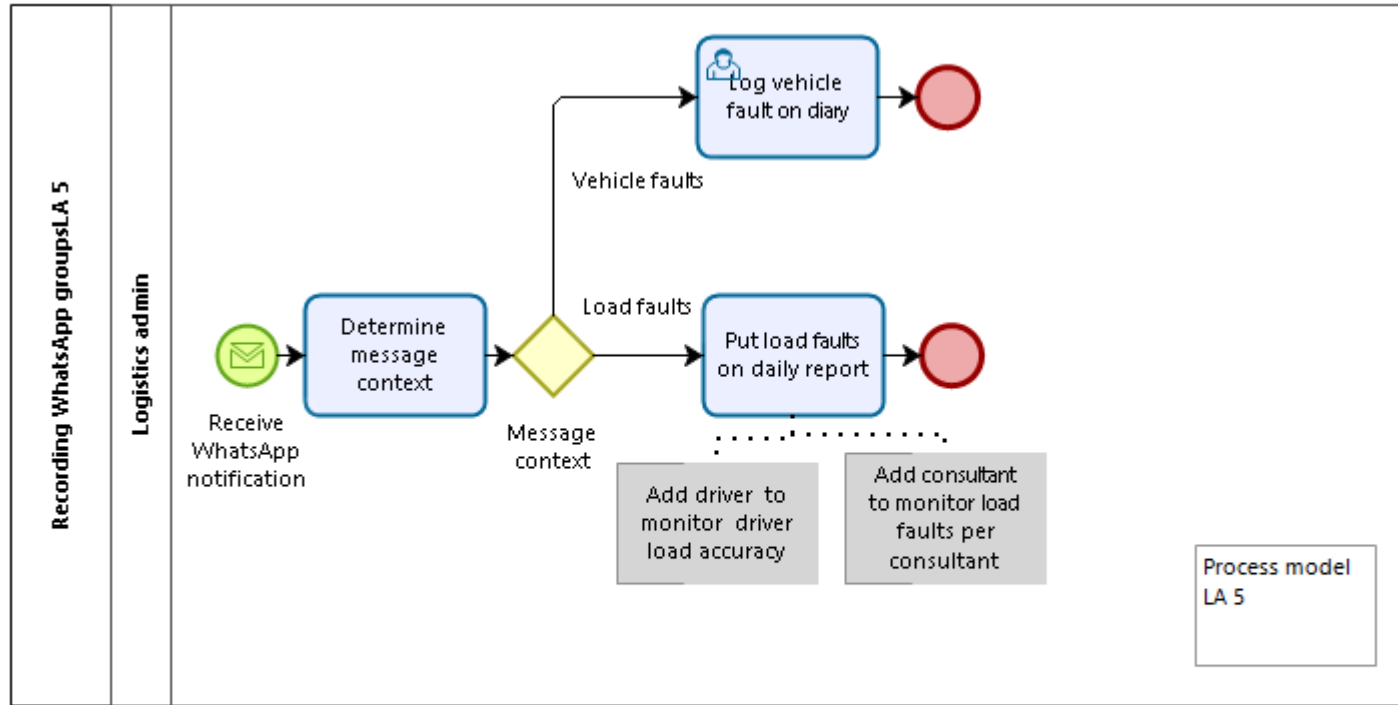 Recording WhatsApp groupsLA 5
Logistics admin
Log vehicle
fault on diary
Vehicle faults
Load faults
Determine
message
context
Put load faults
on daily report
Receive
WhatsApp
notification
Message
context
Add driver to
monitor driver
load accuracy
Add consultant
to monitor load
faults per
consultant
Process model
LA 5